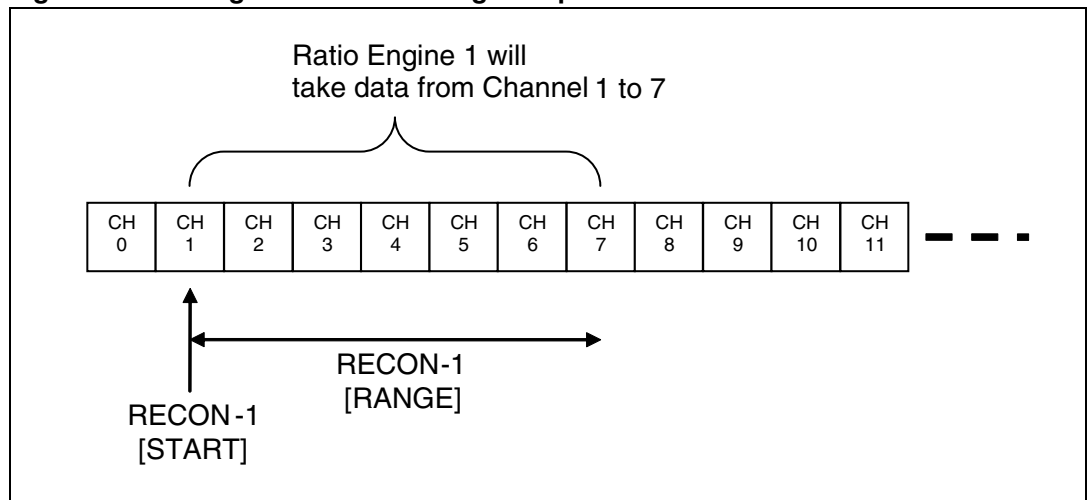 Ratio Engine 1 will
take data from Channel 1 to 7
CH 0 CH 1 CH 2 CH 3 CH 4 CH 5 CH 6 CH 7 CH 8 CH 9 CH 10 CH 11
RECON-1
[RANGE]
RECON-1
[START]